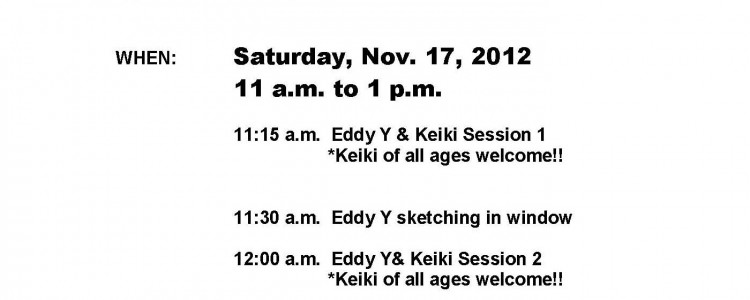 WHEN: Saturday, Nov. 17, 2012
11 a.m. to 1 p.m.
11:15 a.m. Eddy Y & Keiki Session 1
*Keiki of all ages welcome!!
11:30 a.m. Eddy Y sketching in window
12:00 a.m. Eddy Y& Keiki Session 2
*Keiki of all ages welcome!!